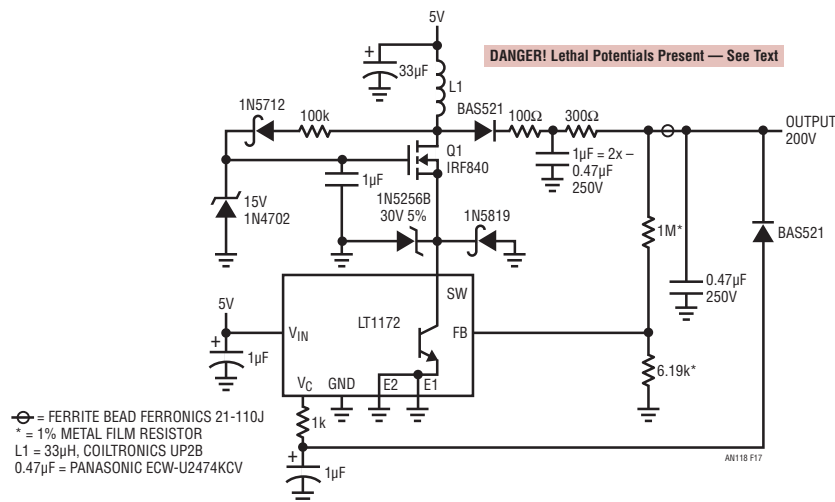 5V
DANGER! Lethal Potentials Present — See Text
+
33µF
L1
1N5712
100k
BAS521
100Ω
300Ω
OUTPUT
200V
Q1
IRF840
1µF
1µF = 2x –
0.47µF
250V
15V
1N4702
1N5256B
30V 5%
1N5819
1M*
BAS521
0.47µF
250V
5V
SW
LT1172
VIN
FB
+
1µF
VC
GND
E2
E1
6.19k*
1k
+
1µF
= FERRITE BEAD FERRONICS 21-110J
* = 1% METAL FILM RESISTOR
L1 = 33µH, COILTRONICS UP2B
0.47µF = PANASONIC ECW-U2474KCV
AN118 F17